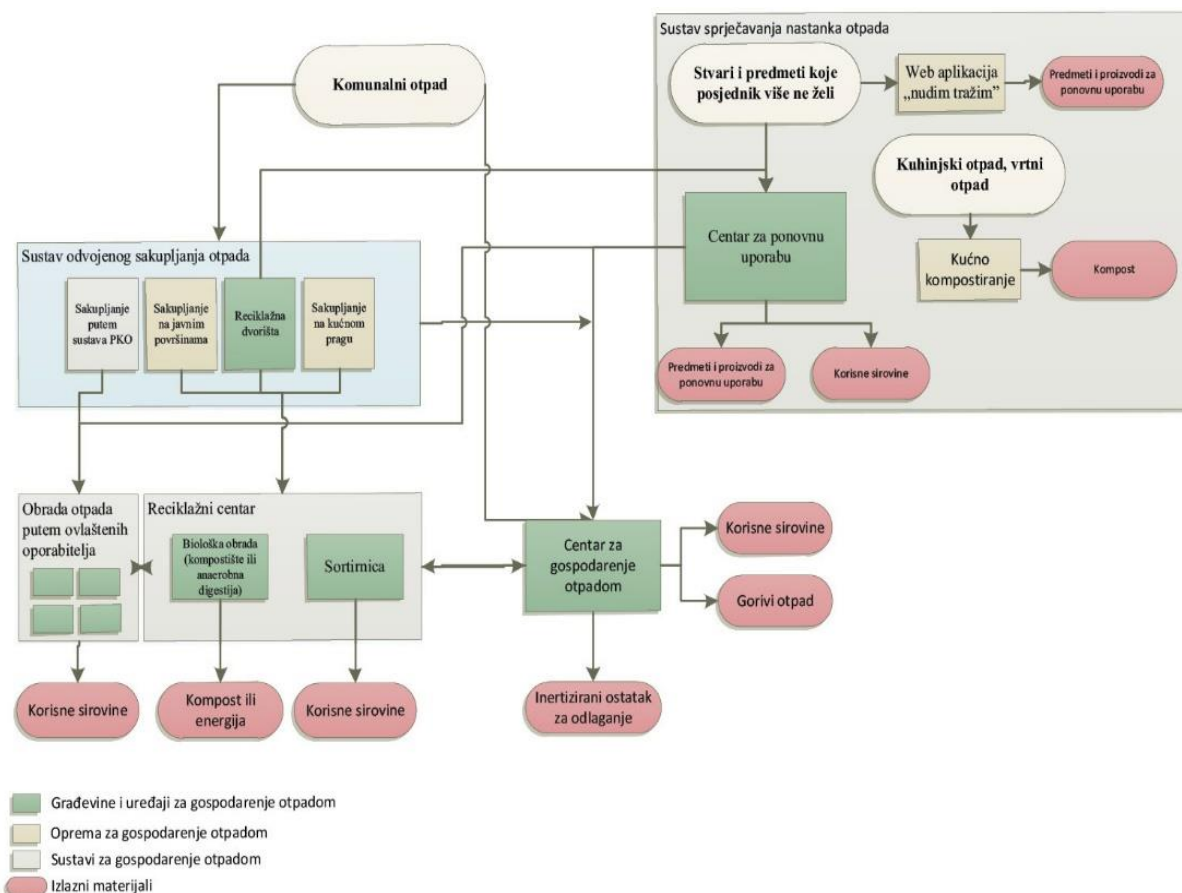 Sustav sprječavanja nastanka otpada
Komunalni otpad
Stvari i predmeti koje
posjednik više ne želi
Web aplikacija
„nudim tražim”
Predmeti i proizvodi za
ponovnu uporabu
Kuhinjski otpad, vrtni
otpad
Centar za ponovnu
uporabu
Kućno
kompostiranje
Kompost
Predmeti i proizvodi za
ponovnu uporabu
Korisne sirovine
Sustav odvojenog sakupljanja otpada
Sakupljanje
putem
sustava PKO
Sakupljanje
na javnim
površinama
Reciklažna
dvorišta
Sakupljanje
na kućnom
pragu
Obrada otpada
putem ovlaštenih
oporabitelja
Reciklažni centar
Biološka obrada
(kompostište ili
anaerobna
digestija)
Sortirnica
Centar za
gospodarenje
otpadom
Korisne sirovine
Gorivi otpad
Korisne sirovine
Kompost ili
energija
Korisne sirovine
Inertizirani ostatak
za odlaganje
Građevine i uređaji za gospodarenje otpadom
Oprema za gospodarenje otpadom
Sustavi za gospodarenje otpadom
Izlazni materijali